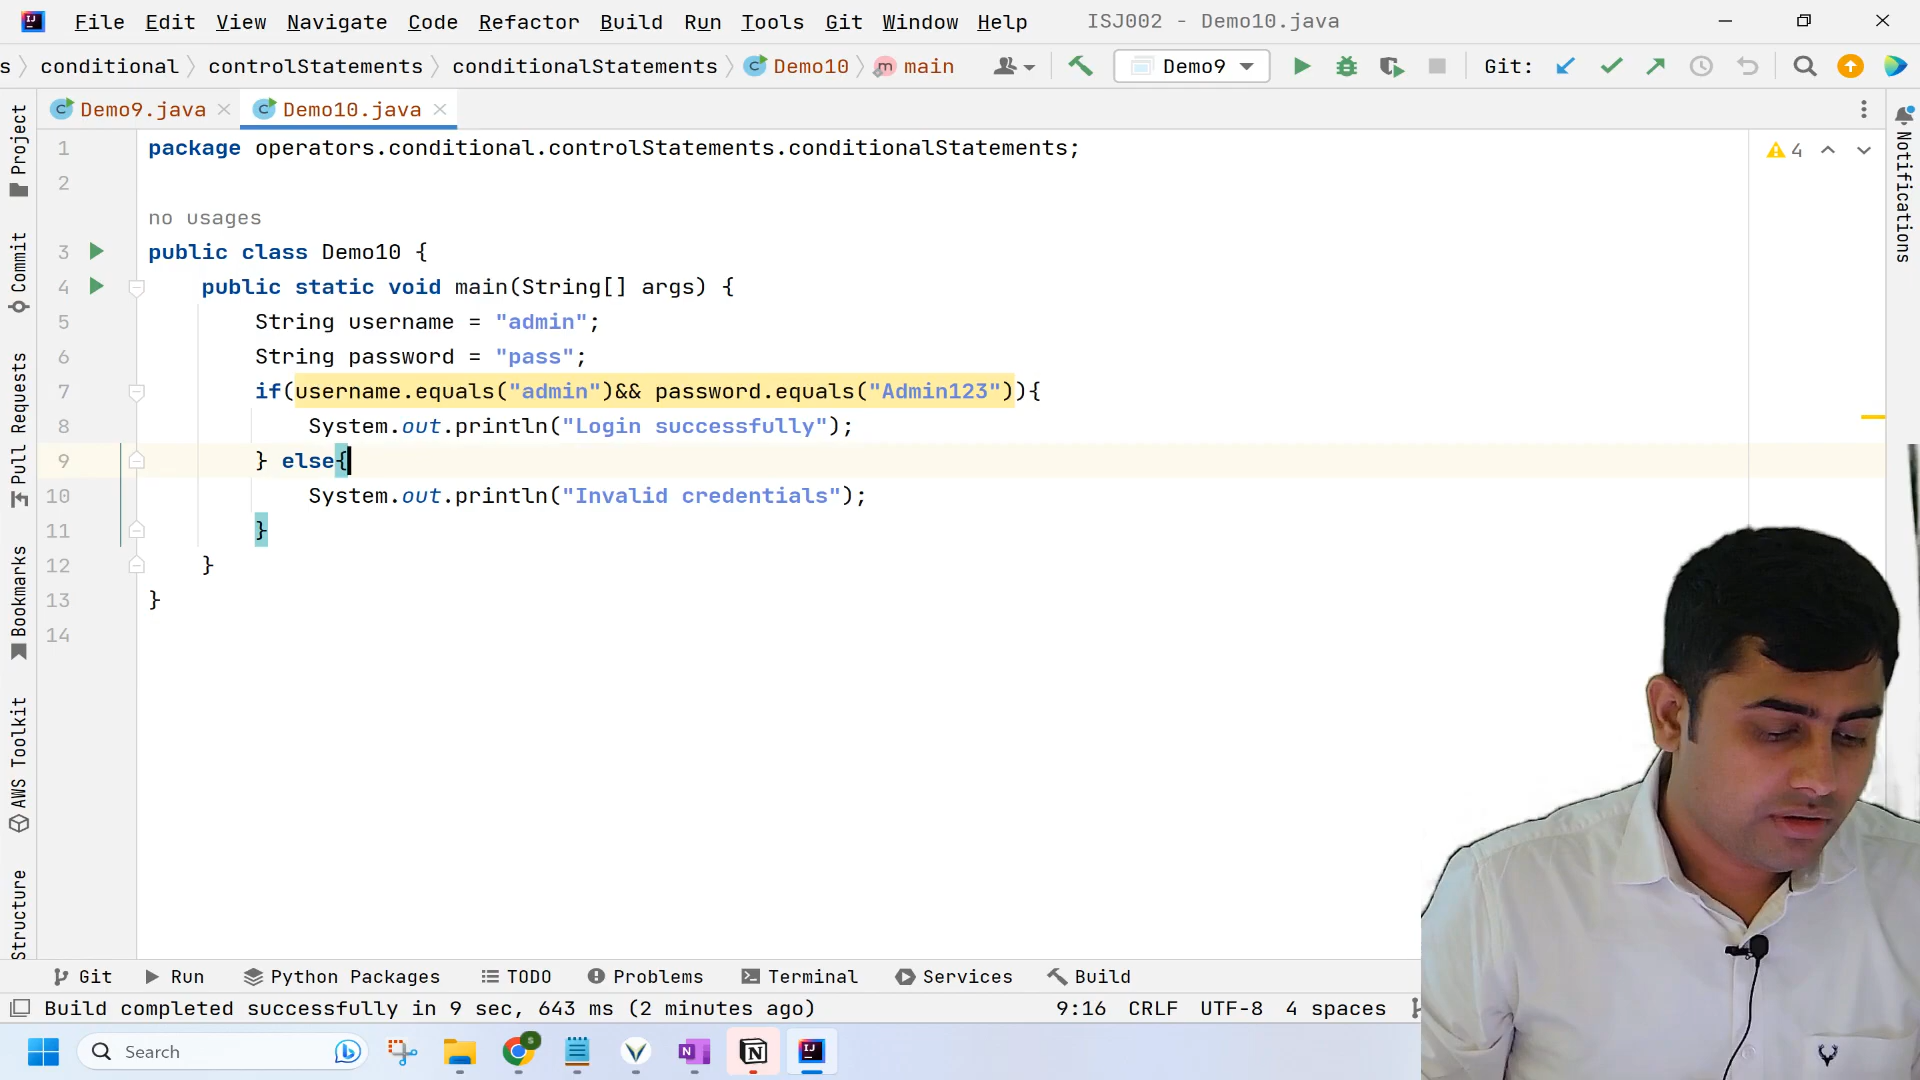 File Edit View Navigate Code Refactor Build Run Tools Git Window Help ISJ002 - Demo10.java
s conditional controlStatements conditionalStatements Demo10 main Demo9 Git:
Demo9.java Demo10.java
1 package operators.conditional.controlStatements.conditionalStatements; 4
2
no usages
3 public class Demo10 {
4 public static void main(String[] args) {
5 String username = "admin";
6 String password = "pass";
7 if(username.equals("admin")&& password.equals("Admin123")){
8 System.out.println("Login successfully");
9 } else{
10 System.out.println("Invalid credentials");
11 }
12 }
13 }
14
Project
Commit
Pull Requests
Bookmarks
AWS Toolkit
Structure
Notifications
Git Run Python Packages TODO Problems Terminal Services Build
Build completed successfully in 9 sec, 643 ms (2 minutes ago) 9:16 CRLF UTF-8 4 spaces
Search